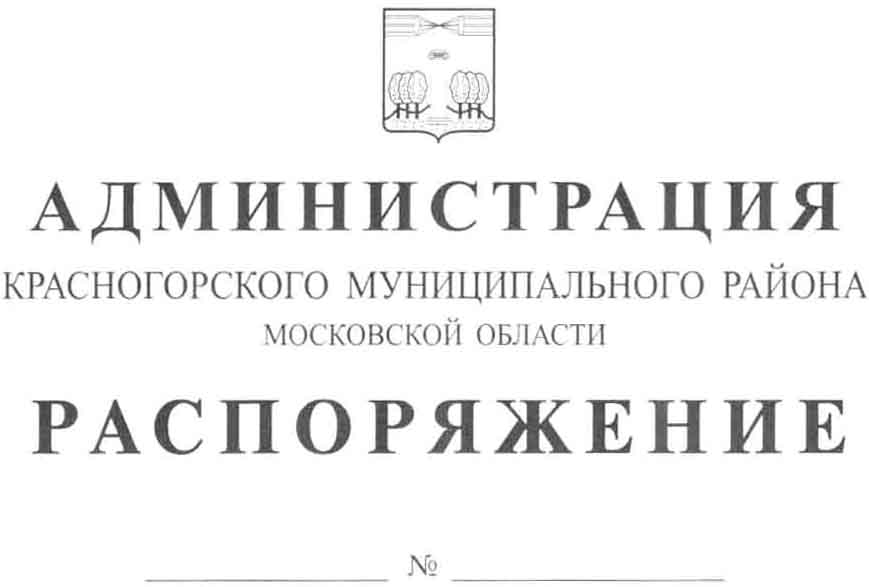 АДМИНИСТРАЦИЯ
КРАСНОГОРСКОГО МУНИЦИПАЛЬНОГО РАЙОНА
МОСКОВСКОЙ ОБЛАСТИ
РАСПОРЯЖЕНИЕ
№